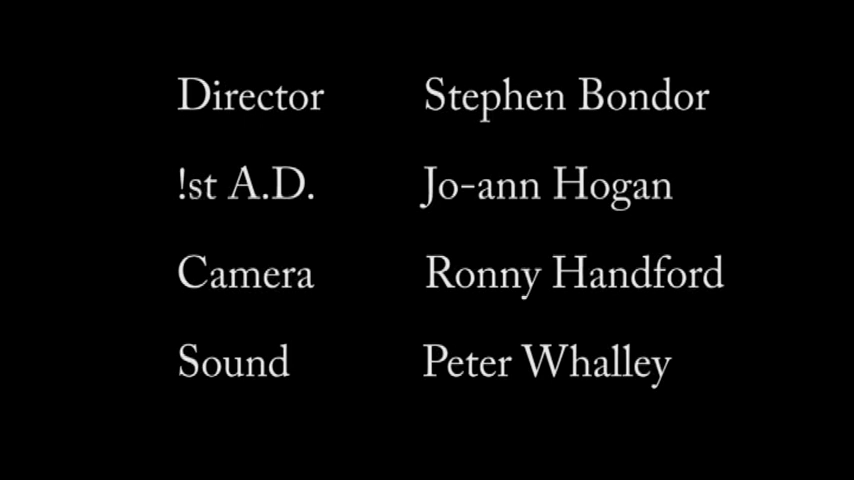 Director Stephen Bondor
!st A.D. Jo-ann Hogan
Camera Ronny Handford
Sound Peter Whalley